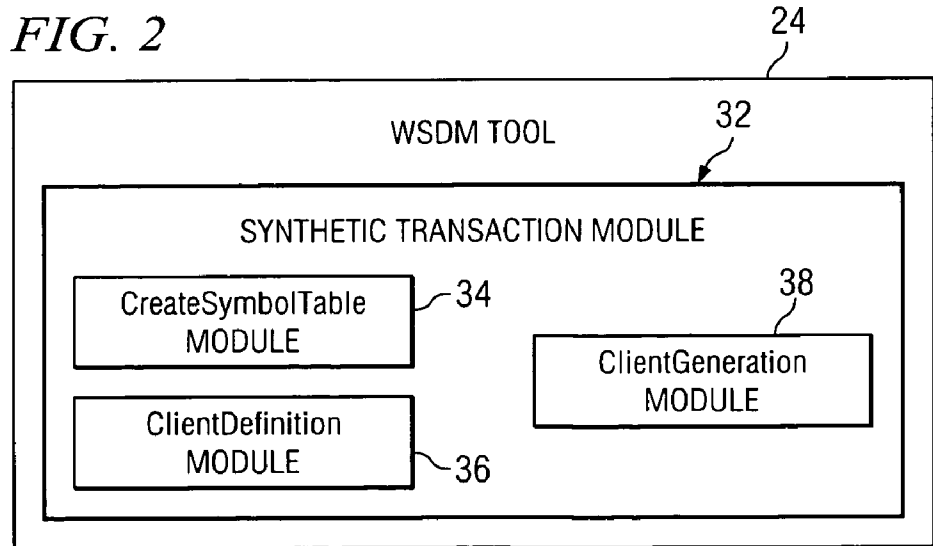 FIG. 2
24
WSDM TOOL
32
SYNTHETIC TRANSACTION MODULE
CreateSymbolTable
MODULE
34
38
ClientGeneration
MODULE
ClientDefinition
MODULE
36